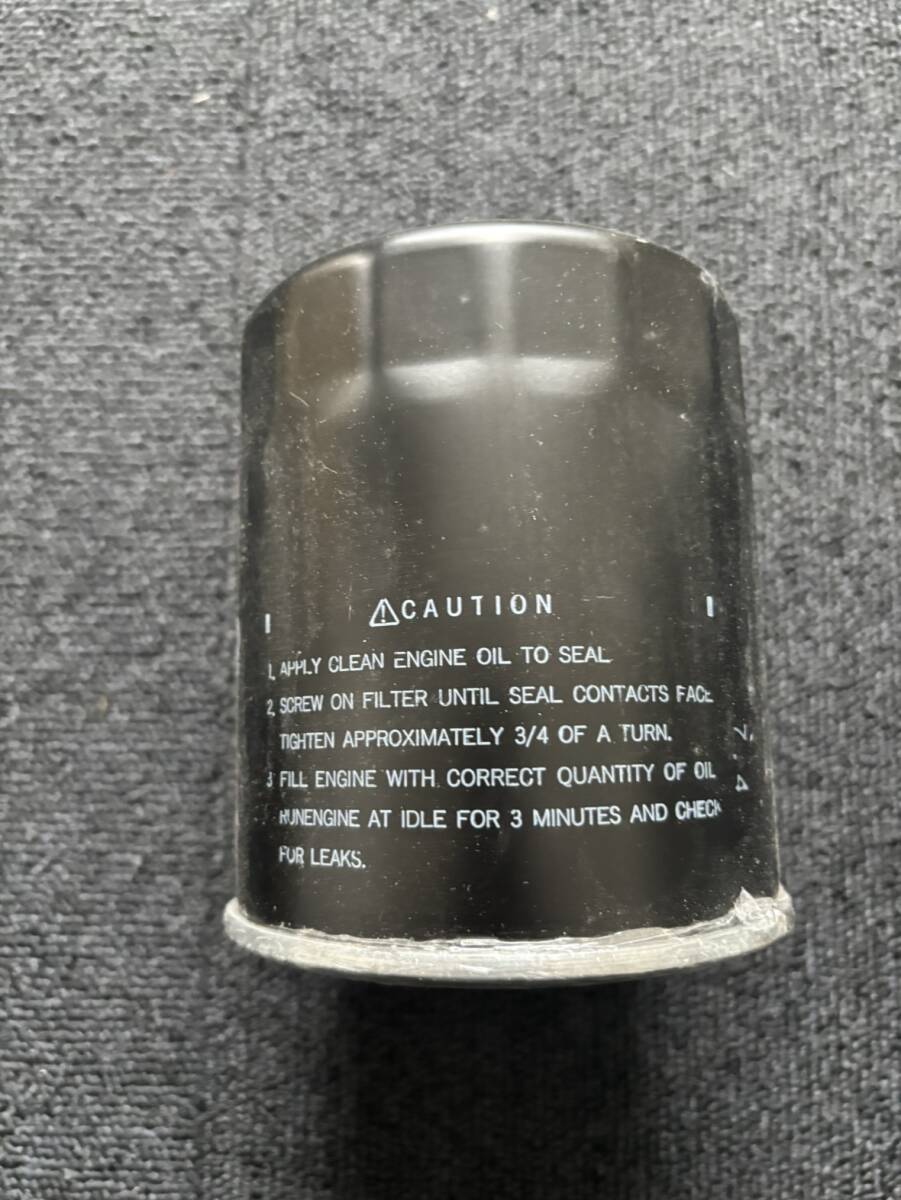 ⚠CAUTION
1. APPLY CLEAN ENGINE OIL TO SEAL
2. SCREW ON FILTER UNTIL SEAL CONTACTS FACE
TIGHTEN APPROXIMATELY 3/4 OF A TURN.
3 FILL ENGINE WITH CORRECT QUANTITY OF OIL
RUNENGINE AT IDLE FOR 3 MINUTES AND CHECK
FOR LEAKS.